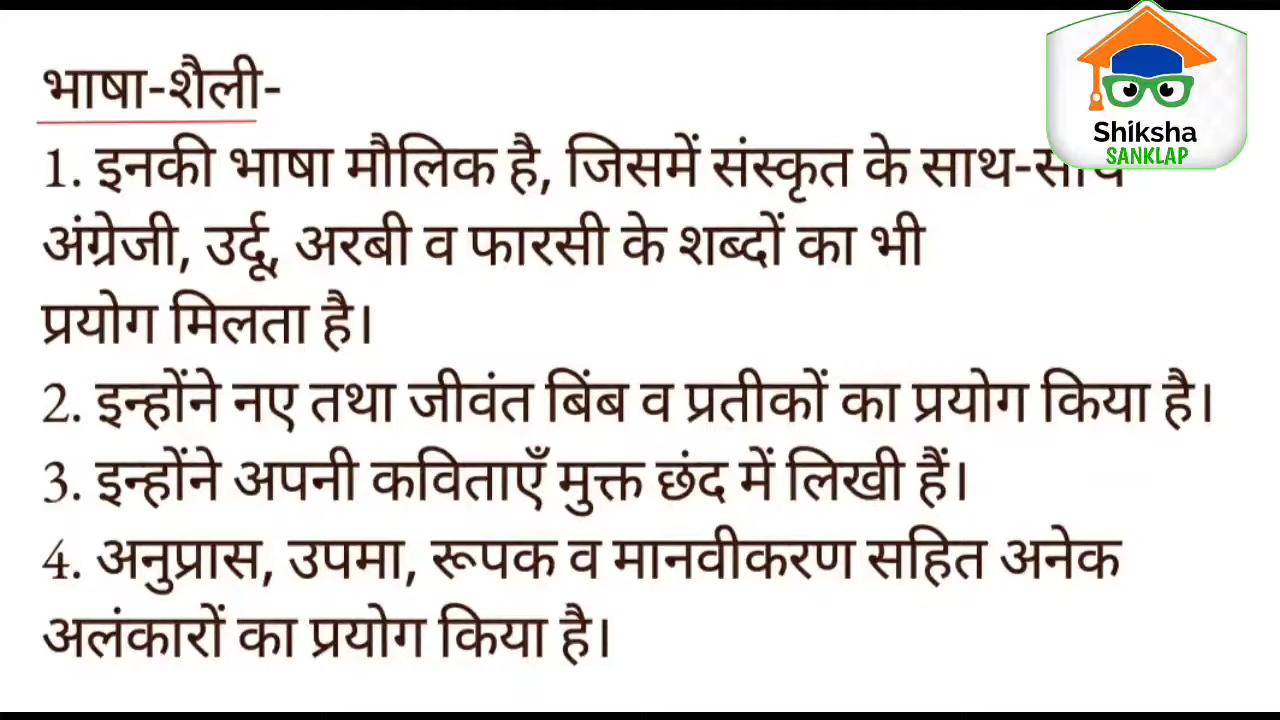 भाषा-शैली-
1. इनकी भाषा मौलिक है, जिसमें संस्कृत के साथ-साथ
अंग्रेजी, उर्दू, अरबी व फारसी के शब्दों का भी
प्रयोग मिलता है।
2. इन्होंने नए तथा जीवंत बिंब व प्रतीकों का प्रयोग किया है।
3. इन्होंने अपनी कविताएँ मुक्त छंद में लिखी हैं।
4. अनुप्रास, उपमा, रूपक व मानवीकरण सहित अनेक
अलंकारों का प्रयोग किया है।
Shiksha
SANKLAP